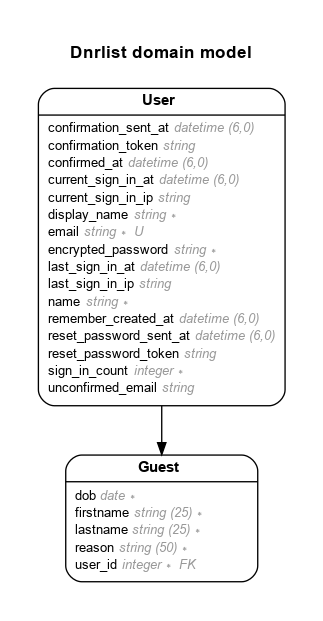 Dnrlist domain model
User
confirmation_sent_at datetime (6,0)
confirmation_token string
confirmed_at datetime (6,0)
current_sign_in_at datetime (6,0)
current_sign_in_ip string
display_name string *
email string * U
encrypted_password string *
last_sign_in_at datetime (6,0)
last_sign_in_ip string
name string *
remember_created_at datetime (6,0)
reset_password_sent_at datetime (6,0)
reset_password_token string
sign_in_count integer *
unconfirmed_email string
Guest
dob date *
firstname string (25) *
lastname string (25) *
reason string (50) *
user_id integer * FK